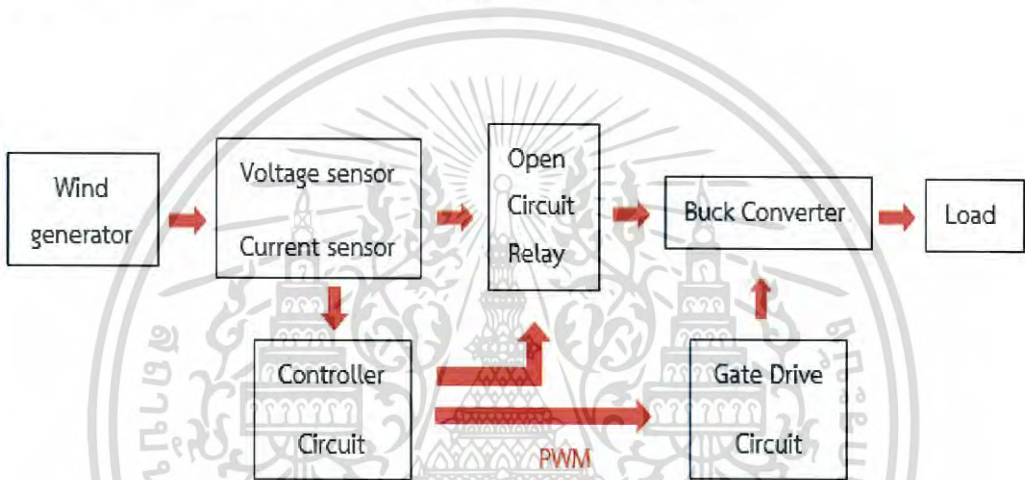 Wind
generator
Voltage sensor
Current sensor
Open
Circuit
Relay
Buck Converter
Load
Controller
Circuit
PWM
Gate Drive
Circuit